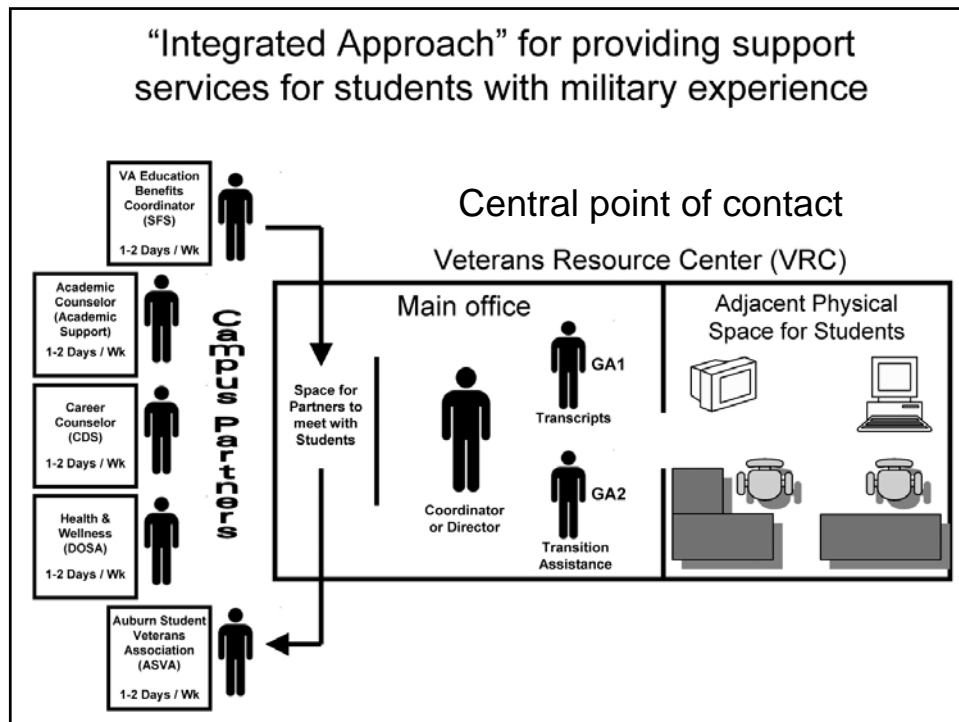 “Integrated Approach” for providing support
services for students with military experience
VA Education
Benefits
Coordinator
(SFS)
1-2 Days / Wk
Academic
Counselor
(Academic
Support)
1-2 Days / Wk
Career
Counselor
(CDS)
1-2 Days / Wk
Health &
Wellness
(DOSA)
1-2 Days / Wk
Auburn Student
Veterans
Association
(ASVA)
1-2 Days / Wk
Campus Partners
Central point of contact
Veterans Resource Center (VRC)
Main office
Space for
Partners to
meet with
Students
Coordinator
or Director
GA1
Transcripts
GA2
Transition
Assistance
Adjacent Physical
Space for Students